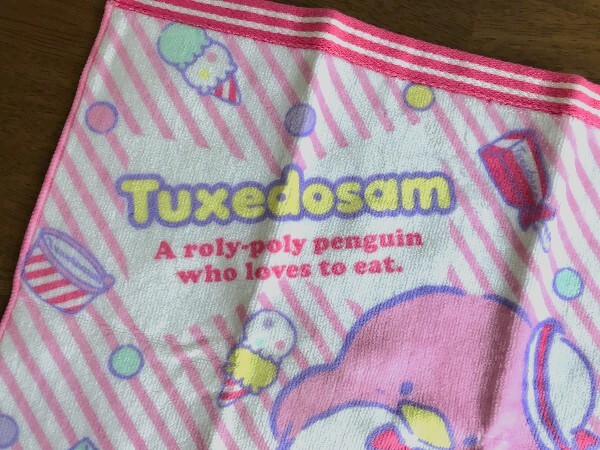 Tuxedosam
A roly-poly penguin
who loves to eat.